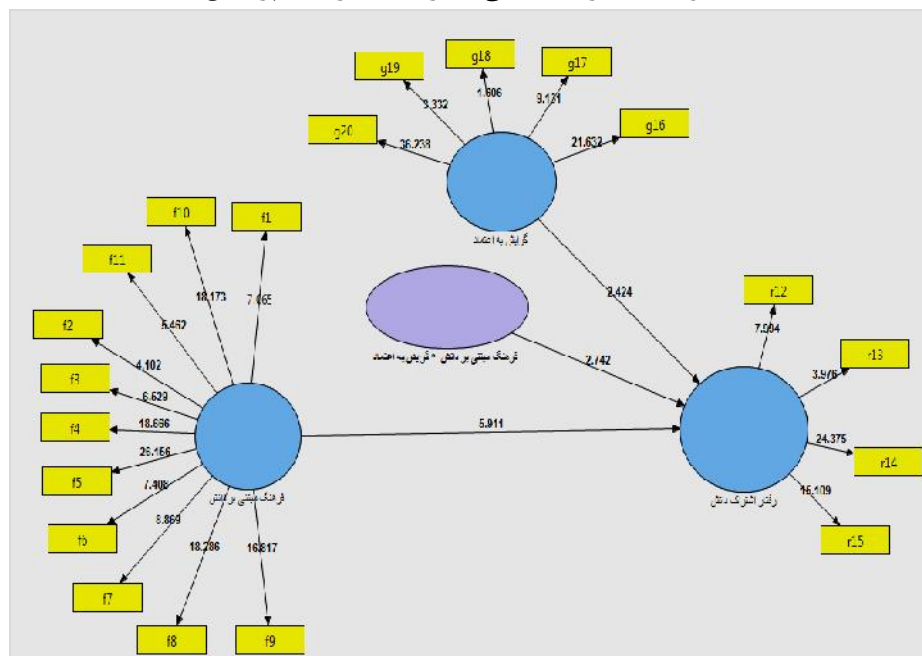 g18
g19
g17
1.606
3.332
9.131
g20
g16
36.238
21.632
گرایش به اعتماد
f10
f1
f11
18.173
7.065
5.462
2.424
r12
7.994
فرهنگ مبتنی بر دانش * گرایش به اعتماد
2.742
f2
4.102
r13
3.976
f3
6.629
f4
18.666
5.911
24.375
r14
f5
26.156
7.408
فرهنگ مبتنی بر دانش
رفتار اشتراک دانش
15.109
f6
8.869
r15
18.286
16.817
f7
f8
f9